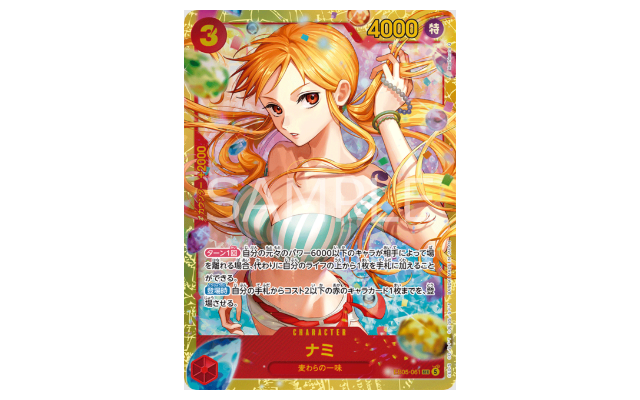 3
4000
特
カウンター+2000
SAMPLE
ターン1回 自分の元々のパワー6000以下のキャラが相手によって場
を離れる場合、代わりに自分のライフの上から1枚を手札に加えること
ができる。
登場時 自分の手札からコスト2以下の赤のキャラカード1枚までを、登
場させる。
CHARACTER
ナミ
麦わらの一味